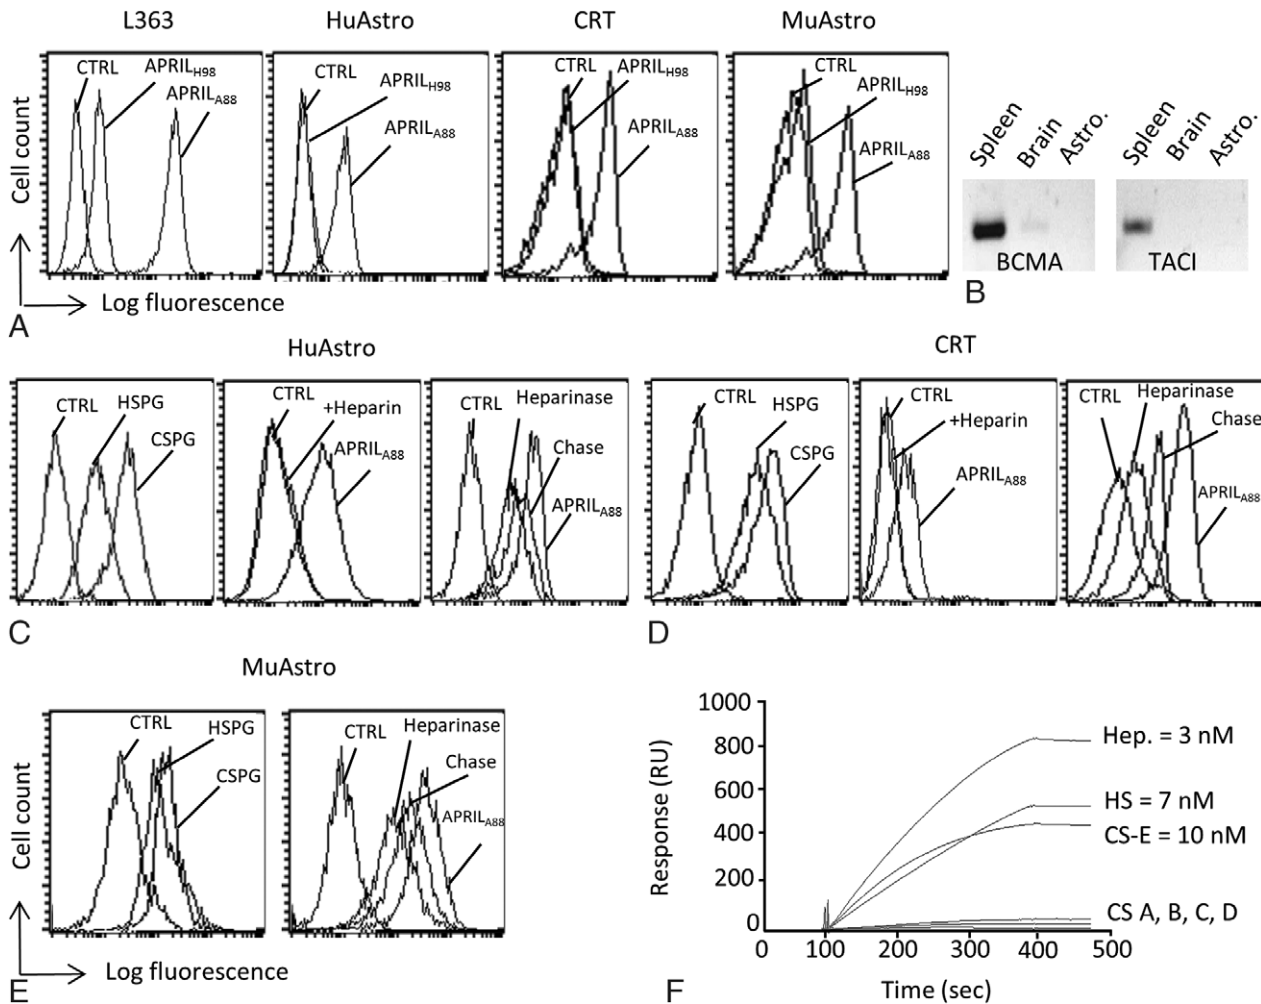 L363
HuAstro
CRT
MuAstro
CTRL
APRILH98
APRILA88
CTRL
APRILH98
APRILA88
CTRL
APRILH98
APRILA88
CTRL
APRILH98
APRILA88
Cell count
Log fluorescence
A
Spleen
Brain
Astro.
BCMA
Spleen
Brain
Astro.
TACI
B
HuAstro
CTRL
HSPG
CSPG
CTRL
+Heparin
APRILA88
CTRL
Heparinase
Chase
APRILA88
C
CRT
CTRL
HSPG
CSPG
CTRL
+Heparin
APRILA88
CTRL
Heparinase
Chase
APRILA88
D
MuAstro
CTRL
HSPG
CSPG
CTRL
Heparinase
Chase
APRILA88
Cell count
Log fluorescence
E
1000
800
600
400
200
0
Response (RU)
Hep. = 3 nM
HS = 7 nM
CS-E = 10 nM
CS A, B, C, D
0 100 200 300 400 500
Time (sec)
F